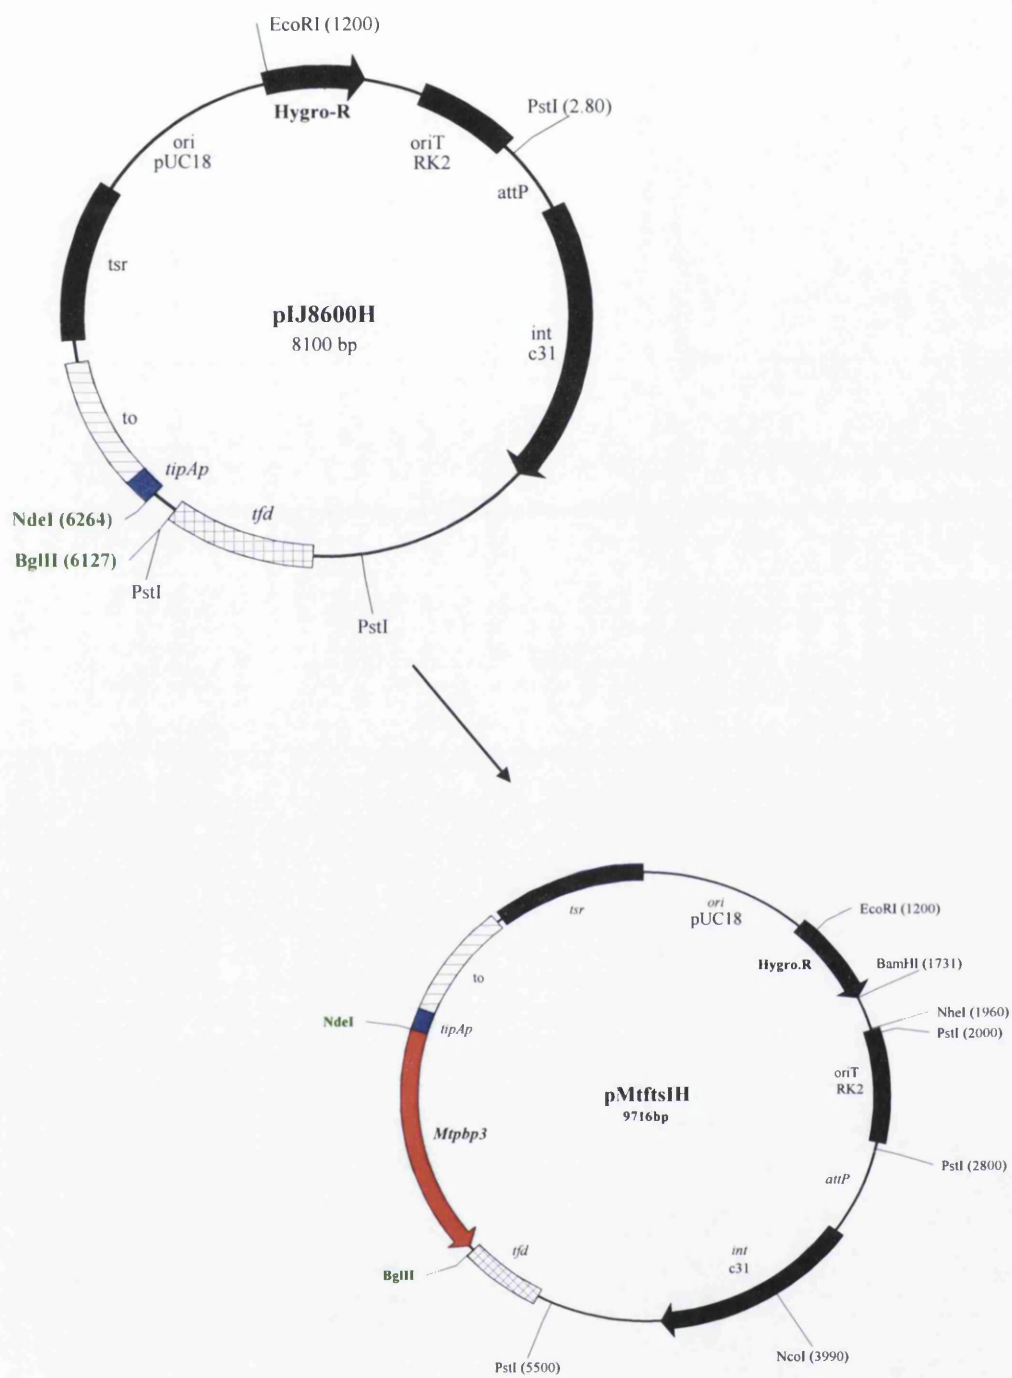 EcoRI (1200)
Hygro-R
ori
pUC18
oriT
RK2
PstI (2.80)
attP
tsr
pIJ8600H
8100 bp
int
c31
to
tipAp
NdeI (6264)
tfd
BglII (6127)
PstI
PstI
tsr
ori
pUC18
EcoRI (1200)
Hygro.R
BamHI (1731)
to
NheI (1960)
NdeI
tipAp
PstI (2000)
oriT
RK2
pMtftsIH
9716bp
Mtpbp3
PstI (2800)
attP
tfd
int
c31
BglII
NcoI (3990)
PstI (5500)